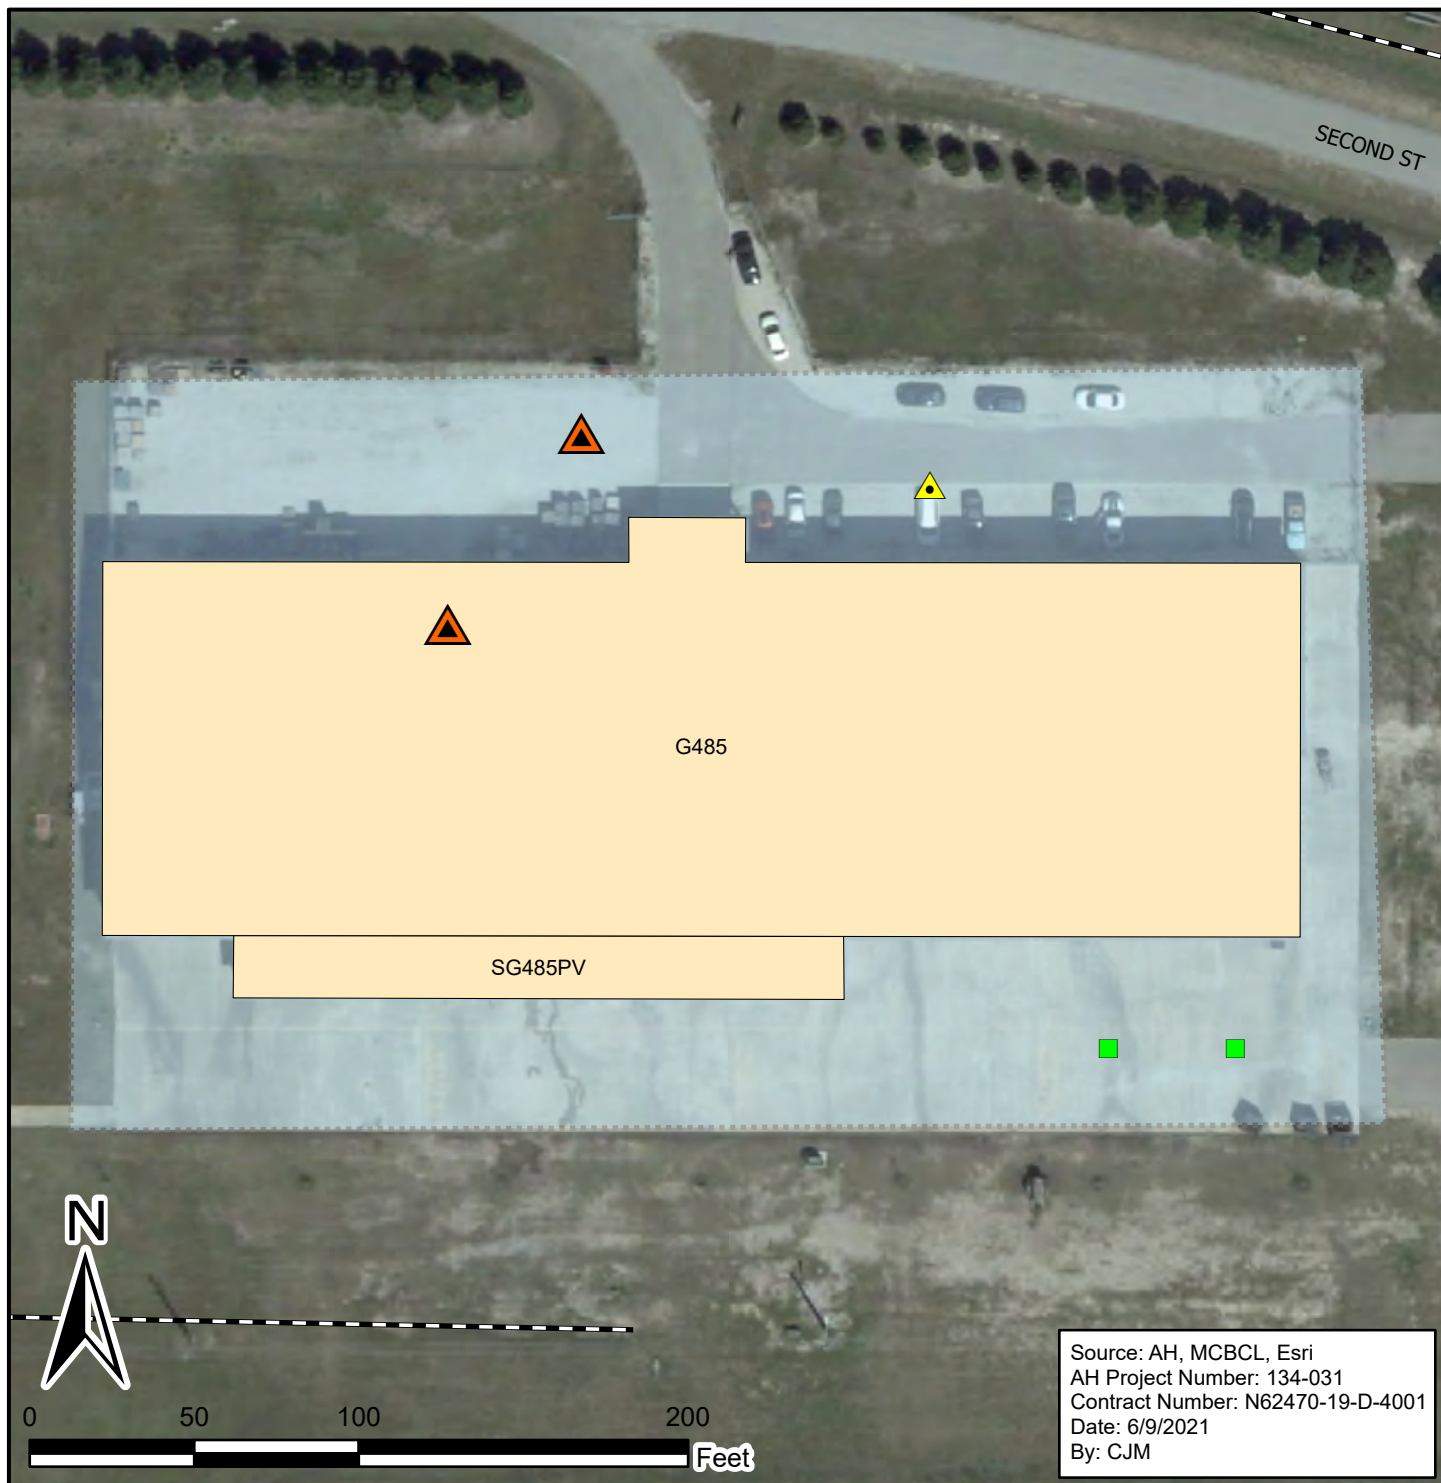 SECOND ST
G485
SG485PV
N
0 50 100 200
Feet
Source: AH, MCBCL, Esri
AH Project Number: 134-031
Contract Number: N62470-19-D-4001
Date: 6/9/2021
By: CJM